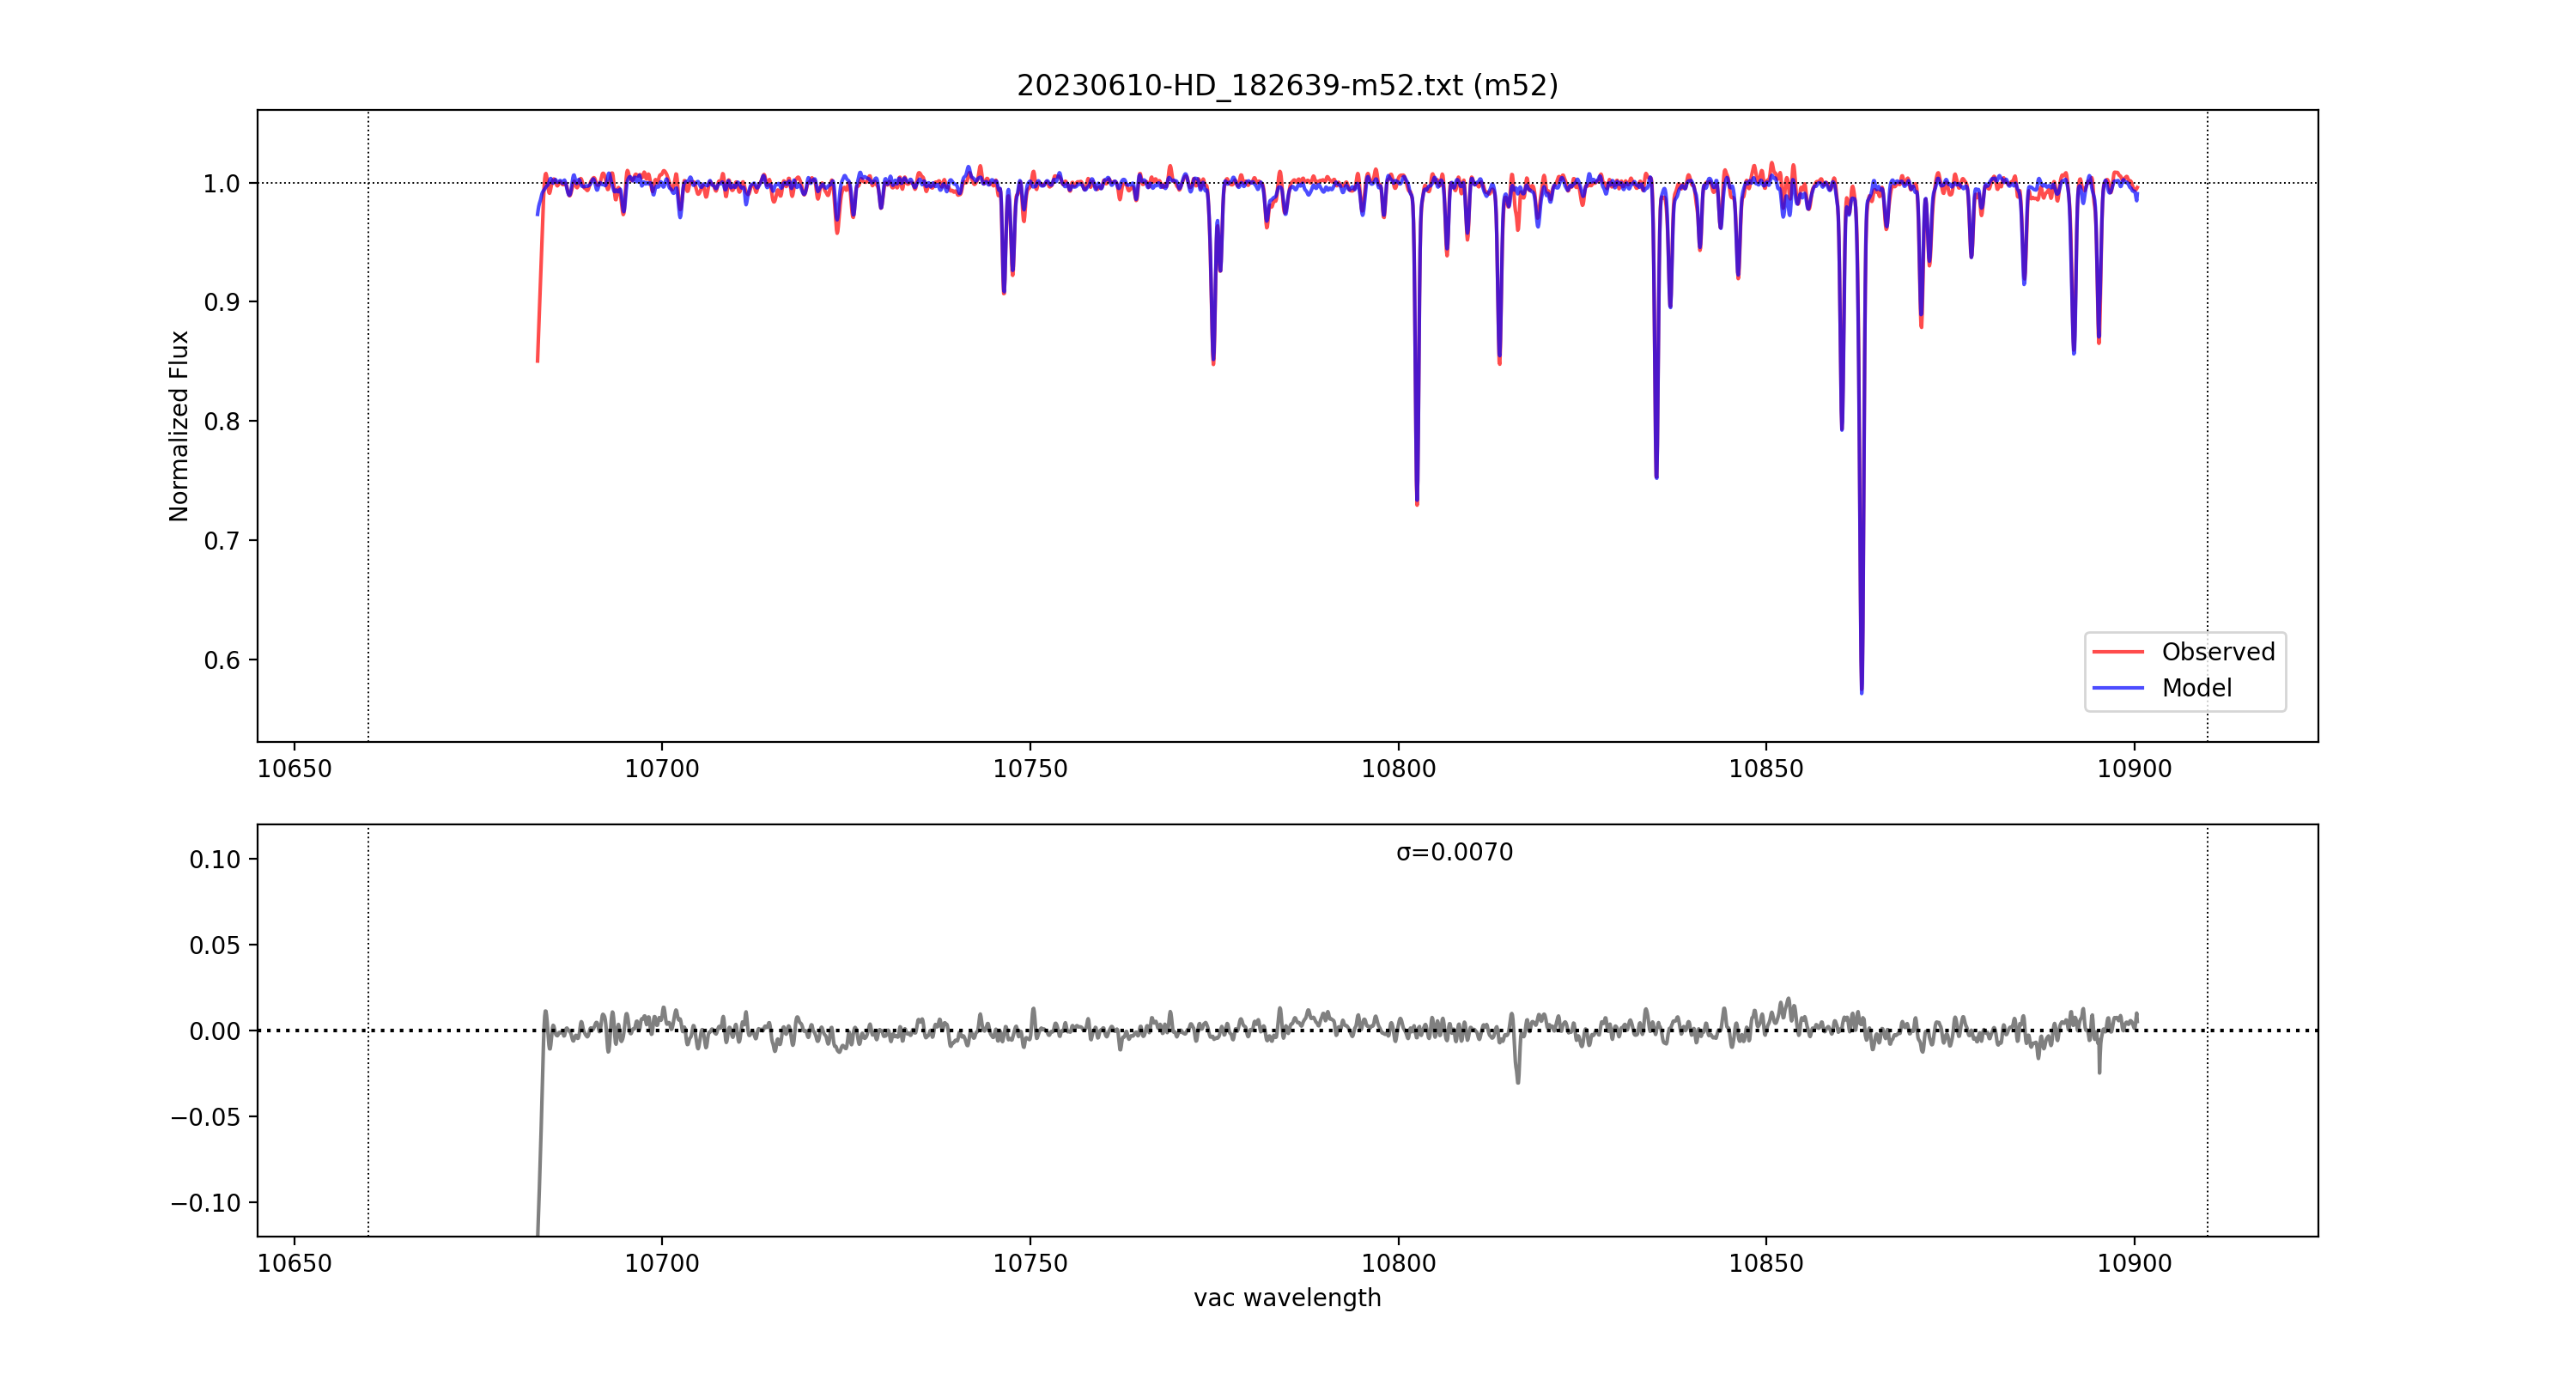 20230610-HD_182639-m52.txt (m52)
Normalized Flux
1.0
0.9
0.8
0.7
0.6
Observed
Model
10650 10700 10750 10800 10850 10900
σ=0.0070
0.10
0.05
0.00
−0.05
−0.10
10650 10700 10750 10800 10850 10900
vac wavelength